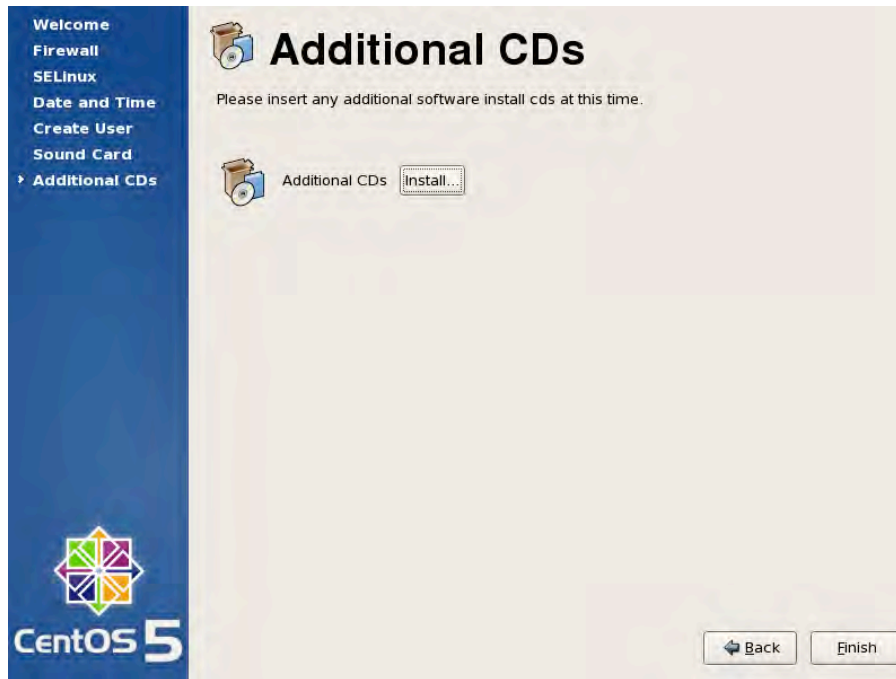 Welcome
Firewall
SELinux
Date and Time
Create User
Sound Card
Additional CDs
Additional CDs
Please insert any additional software install cds at this time.
Additional CDs Install...
CentOS 5
Back Finish